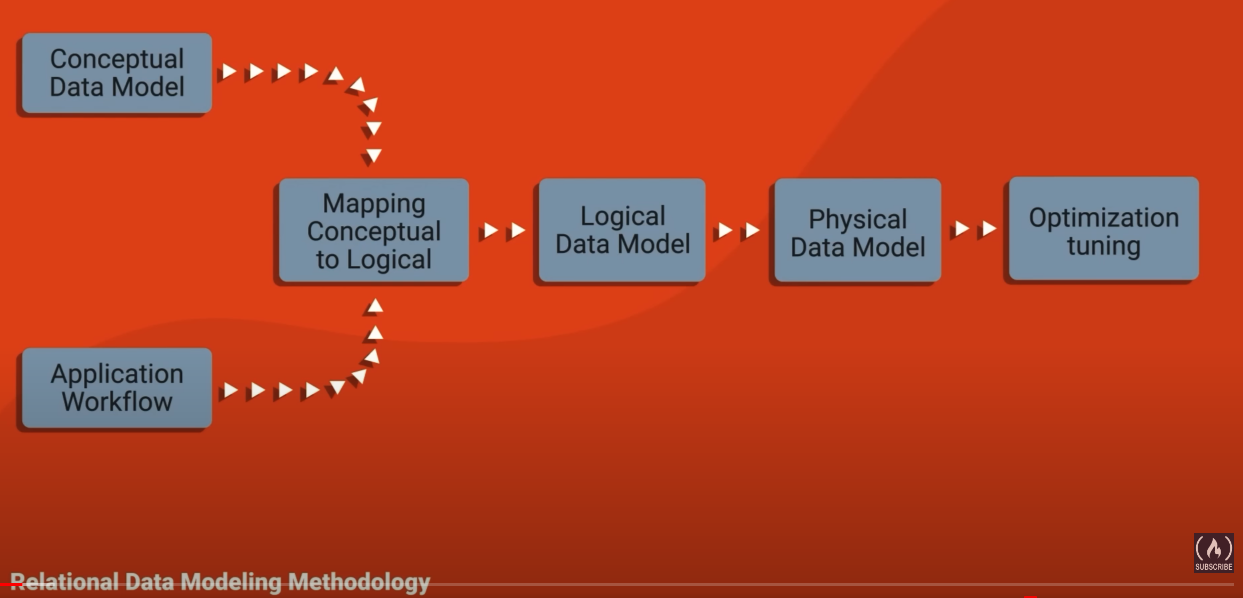 Conceptual
Data Model
Mapping
Conceptual
to Logical
Logical
Data Model
Physical
Data Model
Optimization
tuning
Application
Workflow
SUBSCRIBE
Relational Data Modeling Methodology